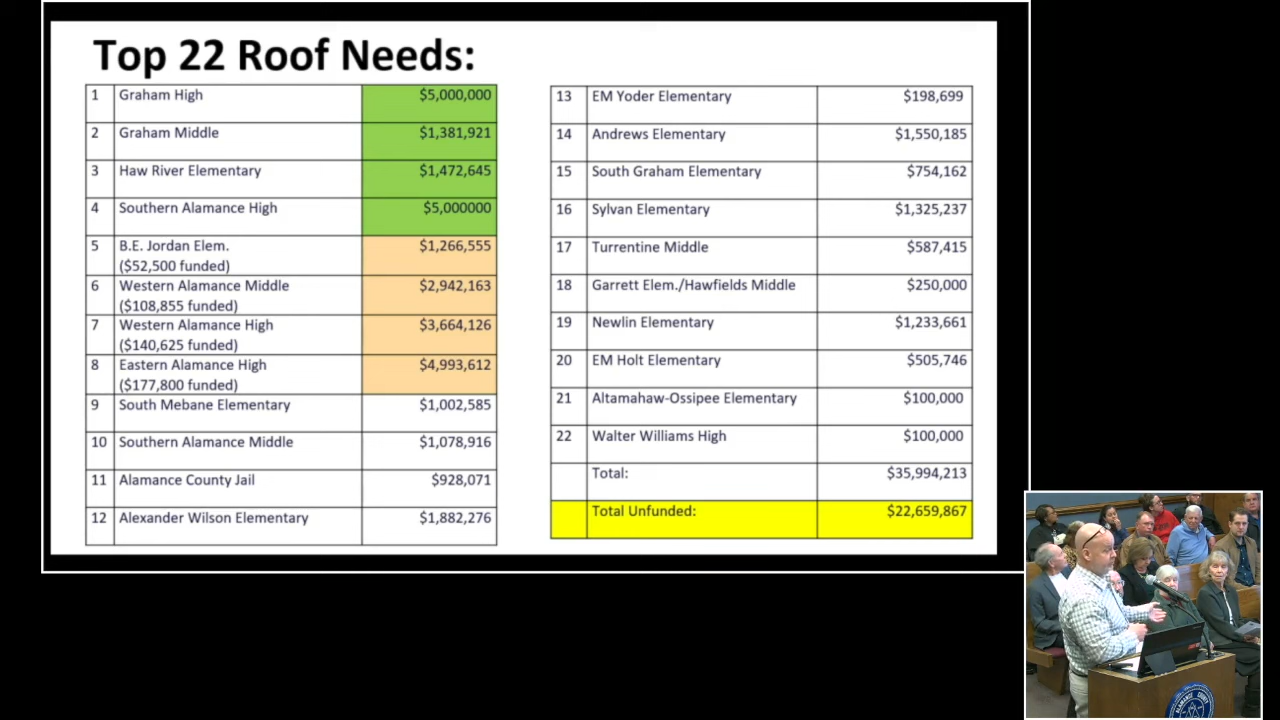 Top 22 Roof Needs:
1 Graham High $5,000,000
2 Graham Middle $1,381,921
3 Haw River Elementary $1,472,645
4 Southern Alamance High $5,000000
5 B.E. Jordan Elem. $1,266,555
($52,500 funded)
6 Western Alamance Middle $2,942,163
($108,855 funded)
7 Western Alamance High $3,664,126
($140,625 funded)
8 Eastern Alamance High $4,993,612
($177,800 funded)
9 South Mebane Elementary $1,002,585
10 Southern Alamance Middle $1,078,916
11 Alamance County Jail $928,071
12 Alexander Wilson Elementary $1,882,276
13 EM Yoder Elementary $198,699
14 Andrews Elementary $1,550,185
15 South Graham Elementary $754,162
16 Sylvan Elementary $1,325,237
17 Turrentine Middle $587,415
18 Garrett Elem./Hawfields Middle $250,000
19 Newlin Elementary $1,233,661
20 EM Holt Elementary $505,746
21 Altamahaw-Ossipee Elementary $100,000
22 Walter Williams High $100,000
Total: $35,994,213
Total Unfunded: $22,659,867
ALAMANCE COUNTY